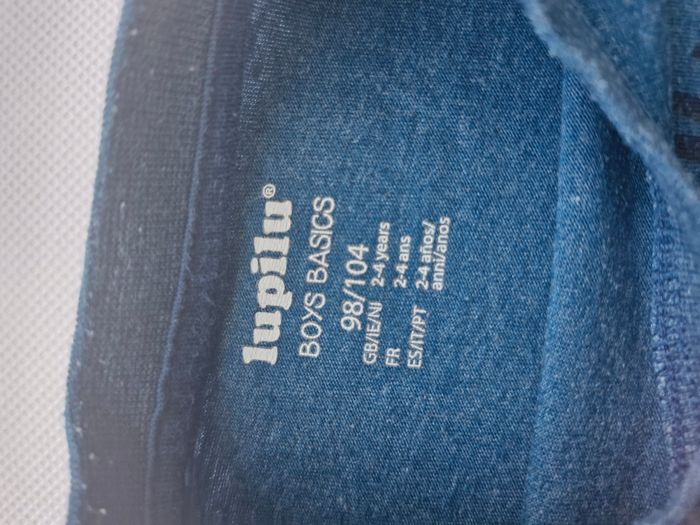 lupilu®
BOYS BASICS
98/104
GB/IE/NI 2-4 years
FR 2-4 ans
ES/IT/PT 2-4 años/
anni/anos